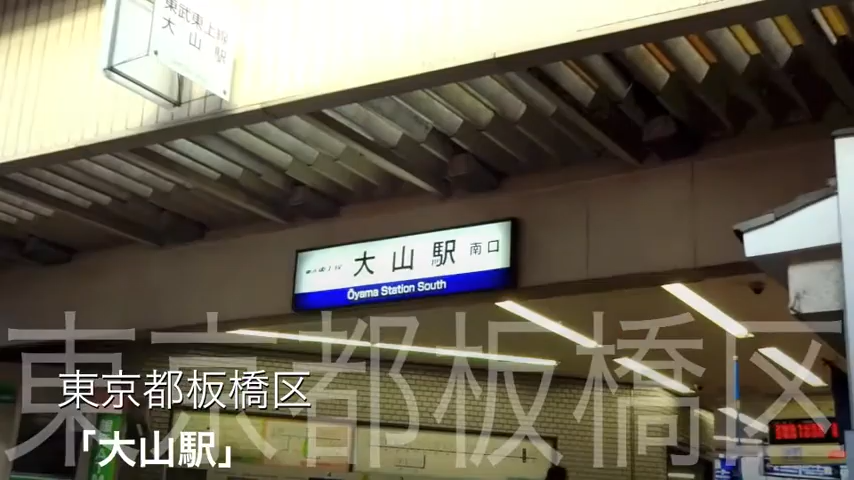 東武東上線
大山駅
大山駅 南口
Ōyama Station South
東京都板橋区
東京都板橋区
「大山駅」